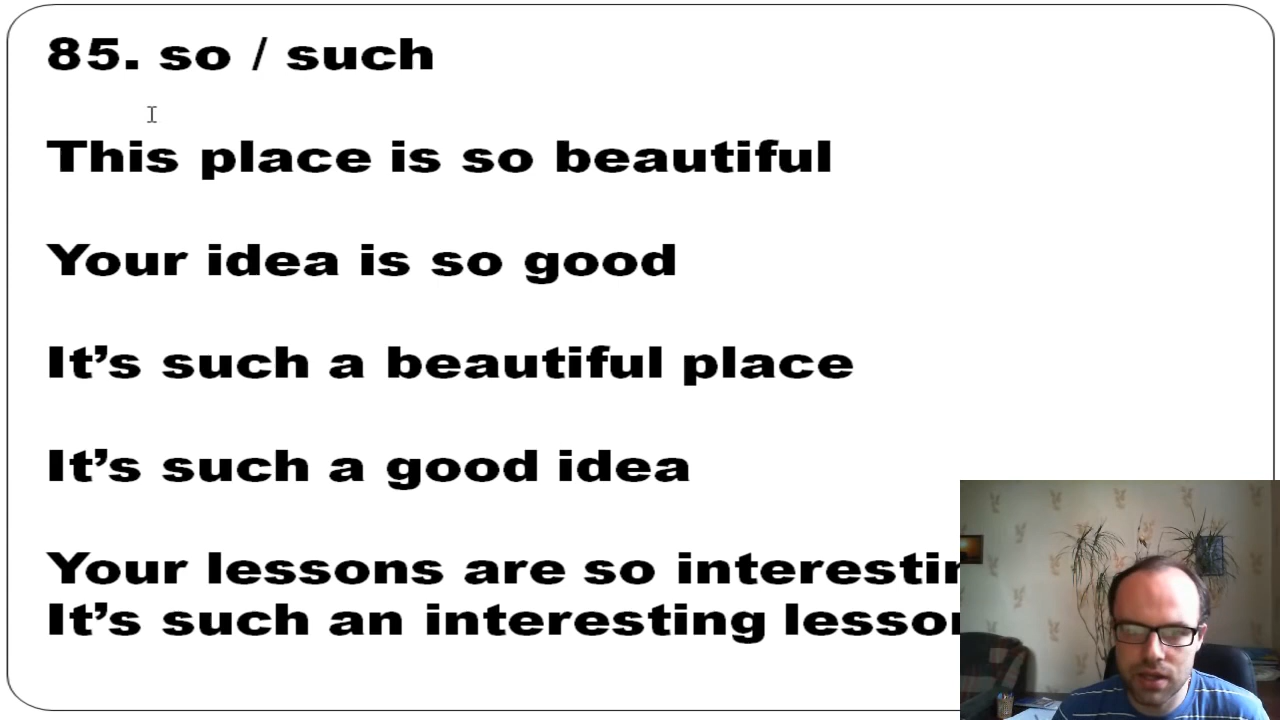 85. so / such
This place is so beautiful
Your idea is so good
It’s such a beautiful place
It’s such a good idea
Your lessons are so
It’s such an interesting